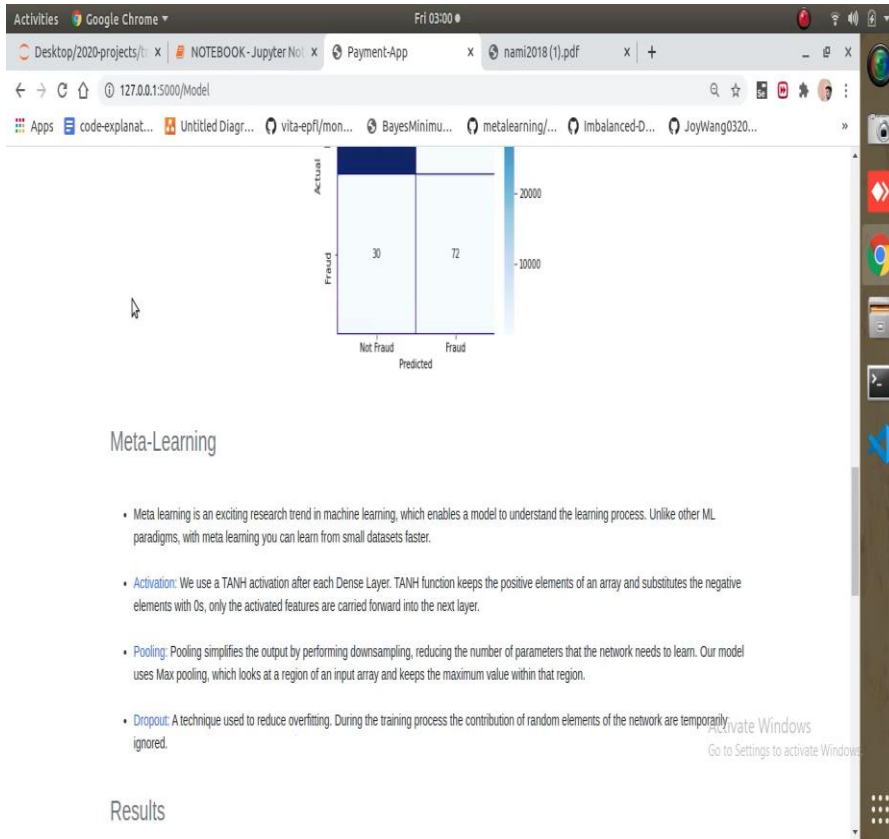 Activities Google Chrome ▾ Fri 03:00 ●
Desktop/2020-projects/t x NOTEBOOK - Jupyter Not x Payment-App x nami2018 (1).pdf x +
127.0.0.1:5000/Model
Apps code-explanat... Untitled Diagr... vita-epfl/mon... BayesMinimu... metalearning/... Imbalanced-D... JoyWang0320... »
Actual
20000
Fraud
30 72
10000
Not Fraud Fraud
Predicted
Meta-Learning
• Meta learning is an exciting research trend in machine learning, which enables a model to understand the learning process. Unlike other ML
paradigms, with meta learning you can learn from small datasets faster.
• Activation: We use a TANH activation after each Dense Layer. TANH function keeps the positive elements of an array and substitutes the negative
elements with 0s, only the activated features are carried forward into the next layer.
• Pooling: Pooling simplifies the output by performing downsampling, reducing the number of parameters that the network needs to learn. Our model
uses Max pooling, which looks at a region of an input array and keeps the maximum value within that region.
• Dropout: A technique used to reduce overfitting. During the training process the contribution of random elements of the network are temporarily
ignored.
Activate Windows
Go to Settings to activate Windows
Results